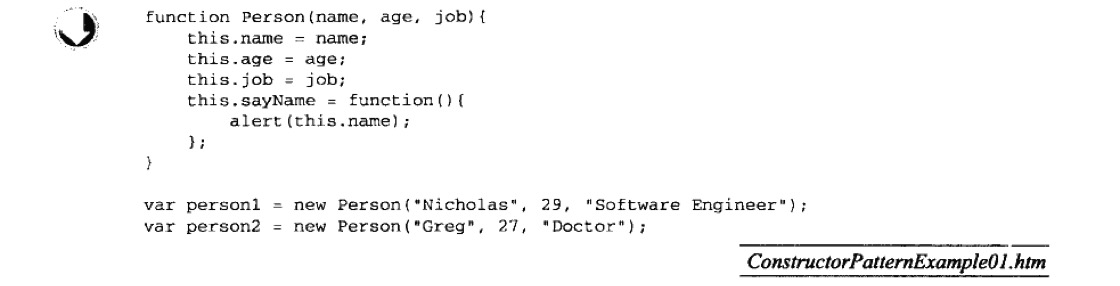 function Person(name, age, job){
    this.name = name;
    this.age = age;
    this.job = job;
    this.sayName = function(){
        alert(this.name);
    };
}
var person1 = new Person("Nicholas", 29, "Software Engineer");
var person2 = new Person("Greg", 27, "Doctor");
ConstructorPatternExample01.htm